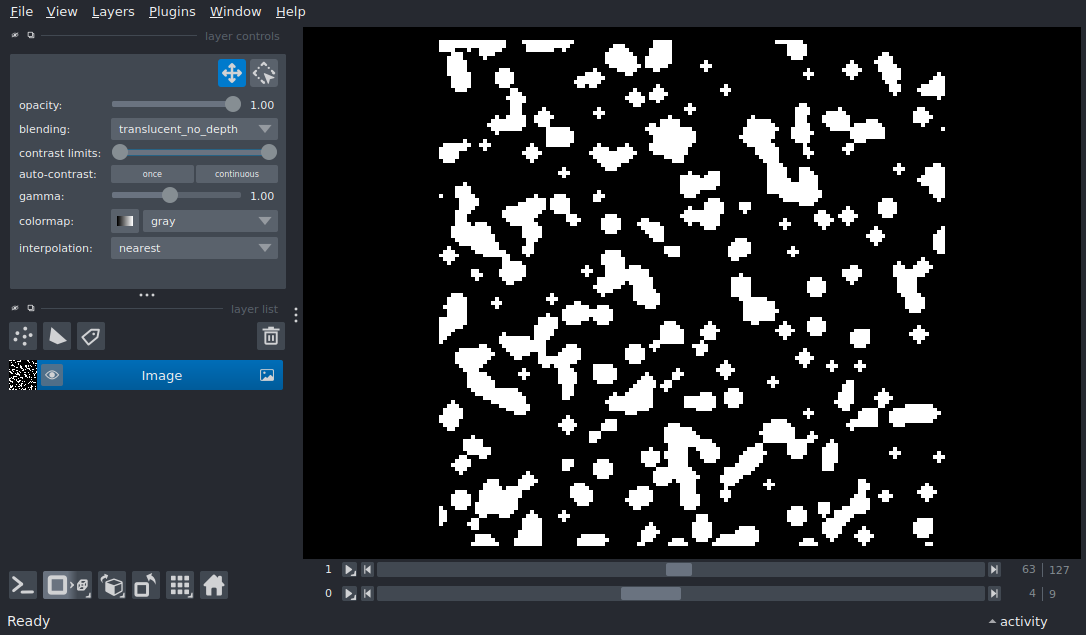 File View Layers Plugins Window Help
layer controls
opacity: 1.00
blending: translucent_no_depth
contrast limits:
auto-contrast: once continuous
gamma: 1.00
colormap: gray
interpolation: nearest
layer list
Image
1 63 127
0 4 9
Ready activity